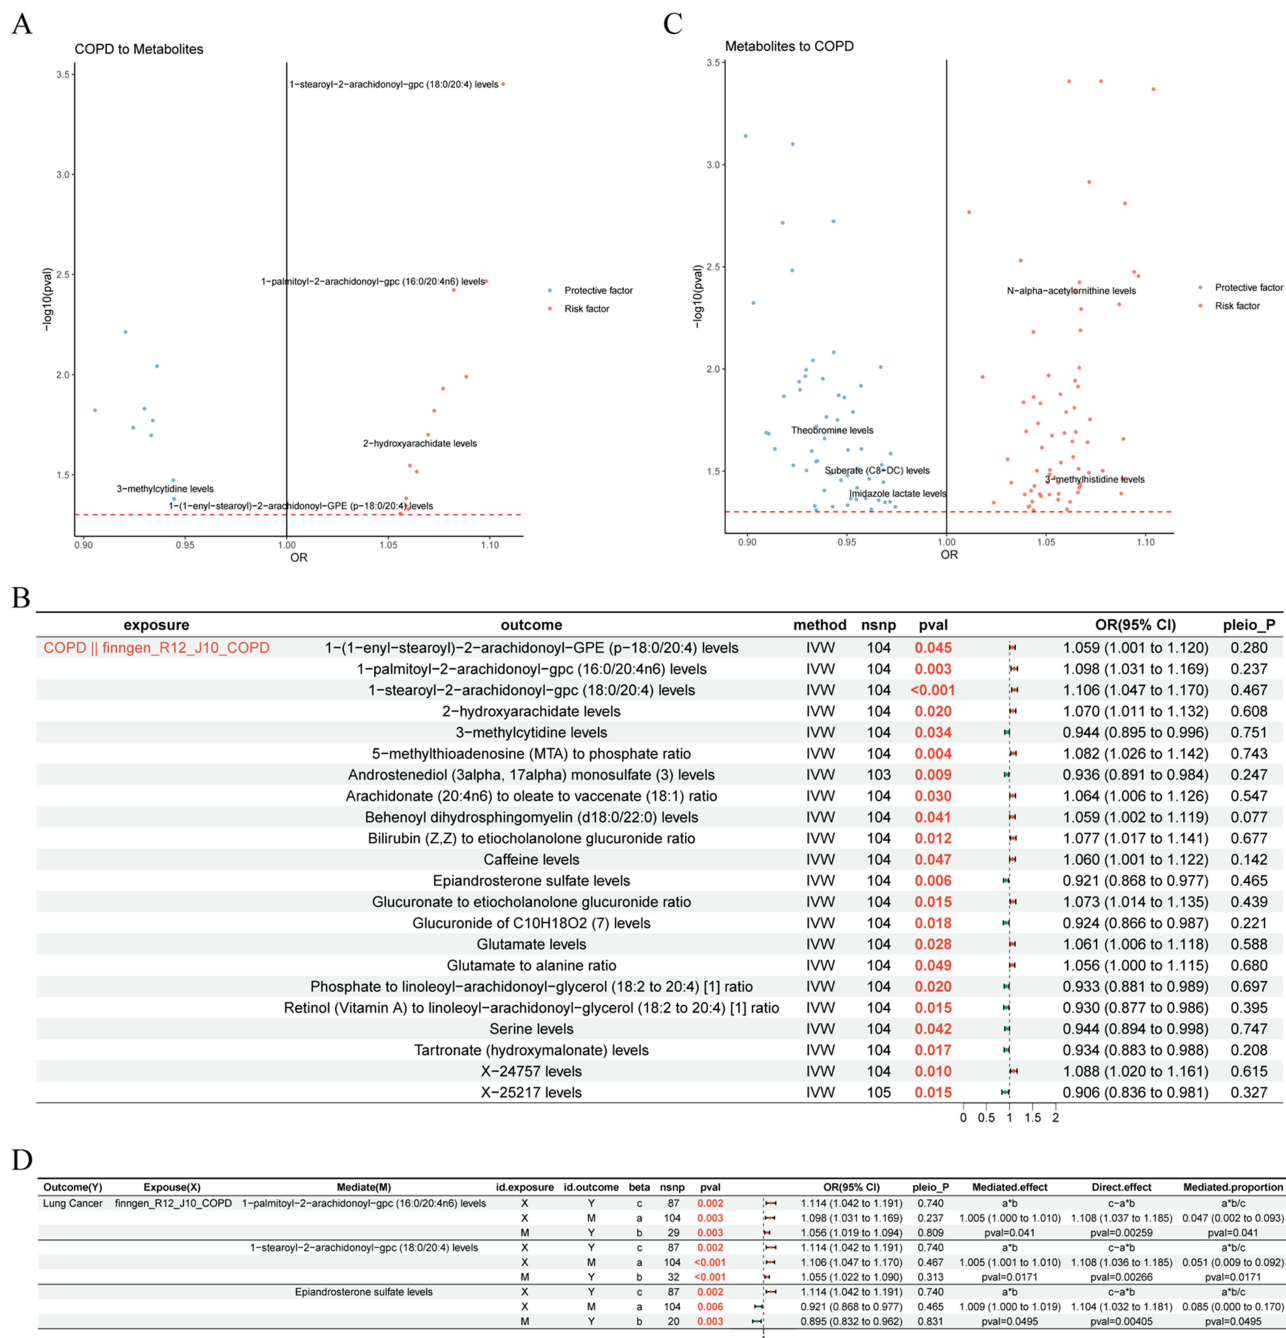 A
COPD to Metabolites
3.5
3.0
2.5
2.0
1.5
−log10(pval)
1−stearoyl−2−arachidonoyl−gpc (18:0/20:4) levels
1−palmitoyl−2−arachidonoyl−gpc (16:0/20:4n6) levels
2−hydroxyarachidate levels
3−methylcytidine levels
1−(1−enyl−stearoyl)−2−arachidonoyl−GPE (p−18:0/20:4) levels
0.90 0.95 1.00 1.05 1.10
OR
Protective factor
Risk factor
C
Metabolites to COPD
3.5
3.0
2.5
2.0
1.5
−log10(pval)
N−alpha−acetylornithine levels
Theobromine levels
Suberate (C8−DC) levels
3−methylhistidine levels
Imidazole lactate levels
0.90 0.95 1.00 1.05 1.10
OR
Protective factor
Risk factor
B
exposure outcome method nsnp pval OR(95% CI) pleio_P
COPD || finngen_R12_J10_COPD 1−(1−enyl−stearoyl)−2−arachidonoyl−GPE (p−18:0/20:4) levels IVW 104 0.045 1.059 (1.001 to 1.120) 0.280
1−palmitoyl−2−arachidonoyl−gpc (16:0/20:4n6) levels IVW 104 0.003 1.098 (1.031 to 1.169) 0.237
1−stearoyl−2−arachidonoyl−gpc (18:0/20:4) levels IVW 104 <0.001 1.106 (1.047 to 1.170) 0.467
2−hydroxyarachidate levels IVW 104 0.020 1.070 (1.011 to 1.132) 0.608
3−methylcytidine levels IVW 104 0.034 0.944 (0.895 to 0.996) 0.751
5−methylthioadenosine (MTA) to phosphate ratio IVW 104 0.004 1.082 (1.026 to 1.142) 0.743
Androstenediol (3alpha, 17alpha) monosulfate (3) levels IVW 103 0.009 0.936 (0.891 to 0.984) 0.247
Arachidonate (20:4n6) to oleate to vaccenate (18:1) ratio IVW 104 0.030 1.064 (1.006 to 1.126) 0.547
Behenoyl dihydrosphingomyelin (d18:0/22:0) levels IVW 104 0.041 1.059 (1.002 to 1.119) 0.077
Bilirubin (Z,Z) to etiocholanolone glucuronide ratio IVW 104 0.012 1.077 (1.017 to 1.141) 0.677
Caffeine levels IVW 104 0.047 1.060 (1.001 to 1.122) 0.142
Epiandrosterone sulfate levels IVW 104 0.006 0.921 (0.868 to 0.977) 0.465
Glucuronate to etiocholanolone glucuronide ratio IVW 104 0.015 1.073 (1.014 to 1.135) 0.439
Glucuronide of C10H18O2 (7) levels IVW 104 0.018 0.924 (0.866 to 0.987) 0.221
Glutamate levels IVW 104 0.028 1.061 (1.006 to 1.118) 0.588
Glutamate to alanine ratio IVW 104 0.049 1.056 (1.000 to 1.115) 0.680
Phosphate to linoleoyl−arachidonoyl−glycerol (18:2 to 20:4) [1] ratio IVW 104 0.020 0.933 (0.881 to 0.989) 0.697
Retinol (Vitamin A) to linoleoyl−arachidonoyl−glycerol (18:2 to 20:4) [1] ratio IVW 104 0.015 0.930 (0.877 to 0.986) 0.395
Serine levels IVW 104 0.042 0.944 (0.894 to 0.998) 0.747
Tartronate (hydroxymalonate) levels IVW 104 0.017 0.934 (0.883 to 0.988) 0.208
X−24757 levels IVW 104 0.010 1.088 (1.020 to 1.161) 0.615
X−25217 levels IVW 105 0.015 0.906 (0.836 to 0.981) 0.327
0 0.5 1 1.5 2
D
Outcome(Y) Expouse(X) Mediate(M) id.exposure id.outcome beta nsnp pval OR(95% CI) pleio_P Mediated.effect Direct.effect Mediated.proportion
Lung Cancer finngen_R12_J10_COPD 1−palmitoyl−2−arachidonoyl−gpc (16:0/20:4n6) levels X Y c 87 0.002 1.114 (1.042 to 1.191) 0.740 a*b c−a*b a*b/c
X M a 104 0.003 1.098 (1.031 to 1.169) 0.237 1.005 (1.000 to 1.010) 1.108 (1.037 to 1.185) 0.047 (0.002 to 0.093)
M Y b 29 0.003 1.056 (1.019 to 1.094) 0.809 pval=0.041 pval=0.00259 pval=0.041
1−stearoyl−2−arachidonoyl−gpc (18:0/20:4) levels X Y c 87 0.002 1.114 (1.042 to 1.191) 0.740 a*b c−a*b a*b/c
X M a 104 <0.001 1.106 (1.047 to 1.170) 0.467 1.005 (1.001 to 1.010) 1.108 (1.036 to 1.185) 0.051 (0.009 to 0.092)
M Y b 32 <0.001 1.055 (1.022 to 1.090) 0.313 pval=0.0171 pval=0.00266 pval=0.0171
Epiandrosterone sulfate levels X Y c 87 0.002 1.114 (1.042 to 1.191) 0.740 a*b c−a*b a*b/c
X M a 104 0.006 0.921 (0.868 to 0.977) 0.465 1.009 (1.000 to 1.019) 1.104 (1.032 to 1.181) 0.085 (0.000 to 0.170)
M Y b 20 0.003 0.895 (0.832 to 0.962) 0.831 pval=0.0495 pval=0.00405 pval=0.0495